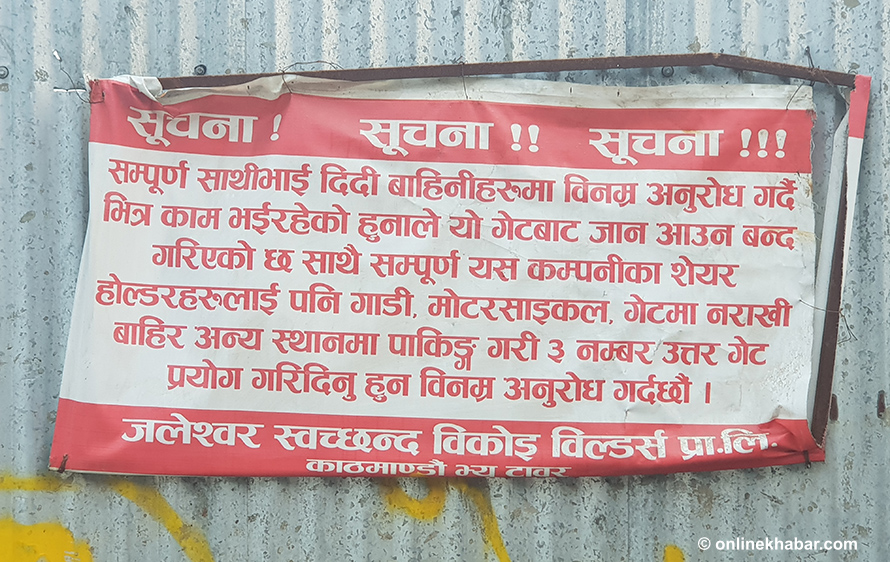 सूचना ! सूचना !! सूचना !!!
सम्पूर्ण साथीभाई दिदी बाहिनीहरुमा विनम्र अनुरोध गर्दै
भित्र काम भईरहेको हुनाले यो गेटबाट जान आउन बन्द
गरिएको छ साथै सम्पूर्ण यस कम्पनीका शेयर
होल्डरहरुलाई पनि गाडी, मोटरसाइकल, गेटमा नराखी
बाहिर अन्य स्थानमा पाकिङ्ग गरी ३ नम्बर उत्तर गेट
प्रयोग गरिदिनु हुन विनम्र अनुरोध गर्दछौ ।
जलेश्वर स्वच्छन्द विकोइ विल्डर्स प्रा.लि.
काठमाण्डौ भ्यु टावर
© onlinekhabar.com